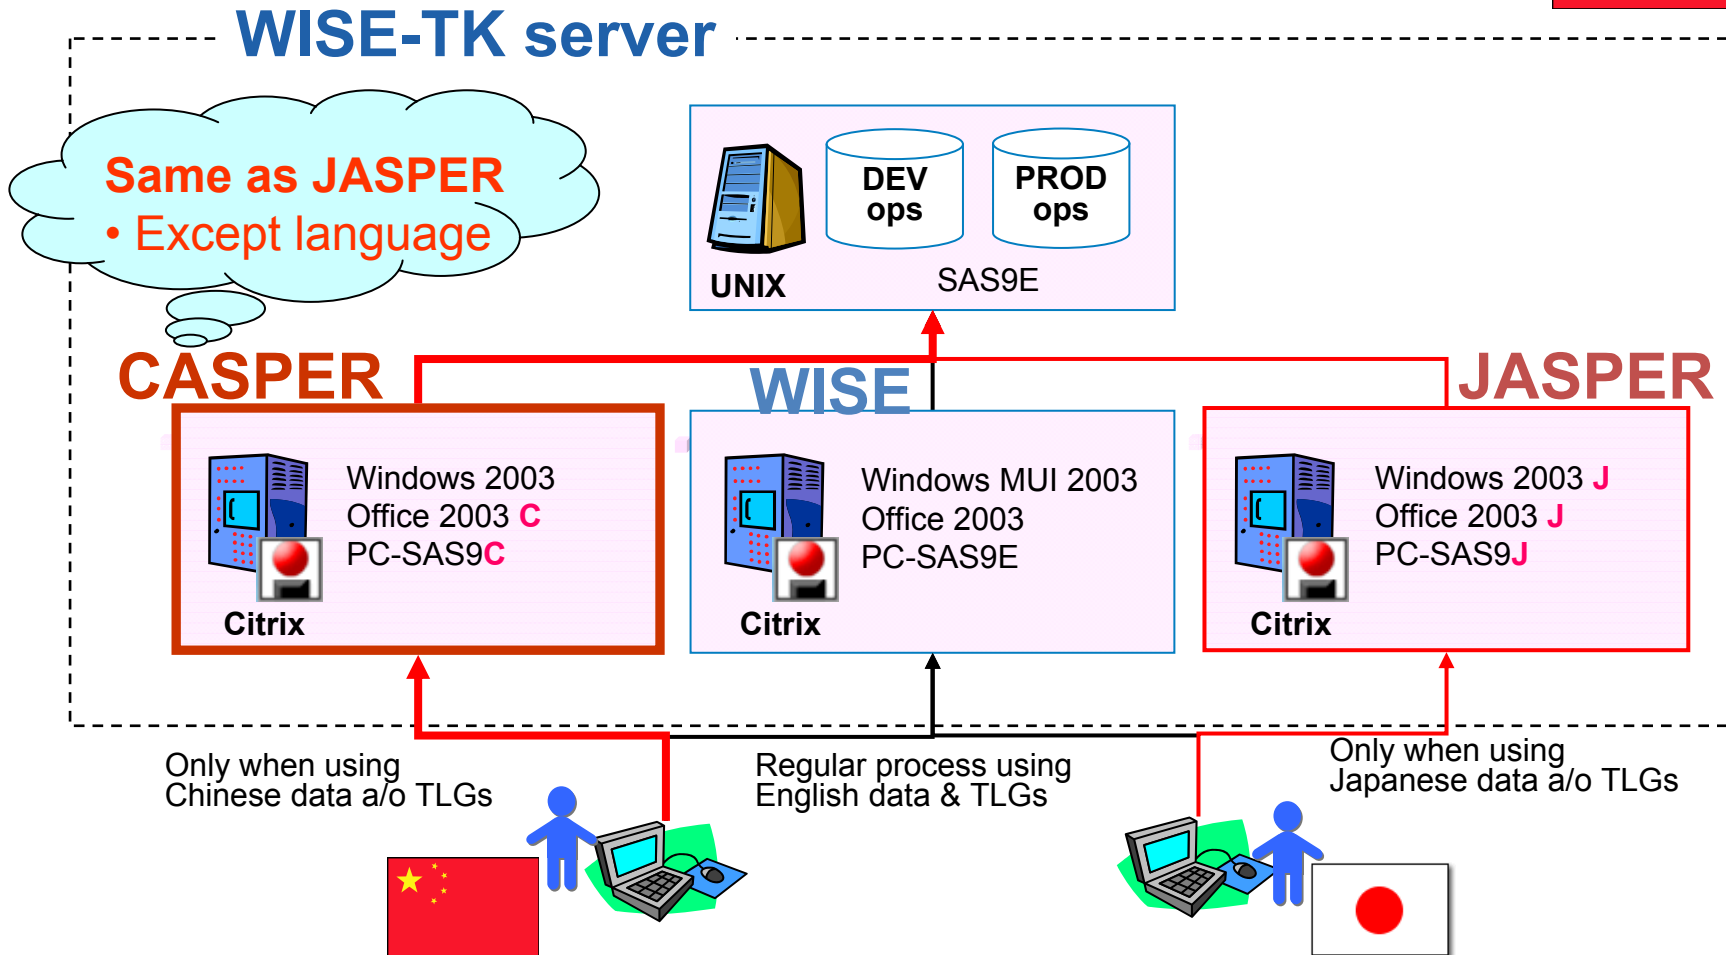 WISE-TK server
Same as JASPER
• Except language
DEV
ops
PROD
ops
UNIX
SAS9E
CASPER
WISE
JASPER
Windows 2003
Office 2003 C
PC-SAS9C
Citrix
Windows MUI 2003
Office 2003
PC-SAS9E
Citrix
Windows 2003 J
Office 2003 J
PC-SAS9J
Citrix
Only when using
Chinese data a/o TLGs
Regular process using
English data & TLGs
Only when using
Japanese data a/o TLGs